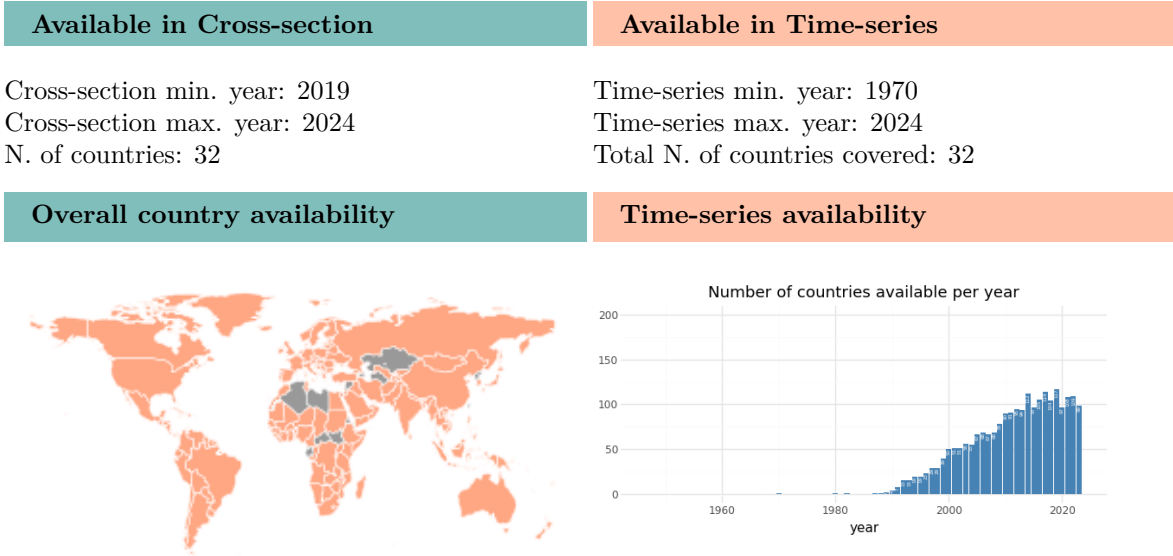 Available in Cross-section
Available in Time-series
Cross-section min. year: 2019
Cross-section max. year: 2024
N. of countries: 32
Time-series min. year: 1970
Time-series max. year: 2024
Total N. of countries covered: 32
Overall country availability
Time-series availability
Number of countries available per year
200
150
100
50
0
1960
1980
2000
2020
year